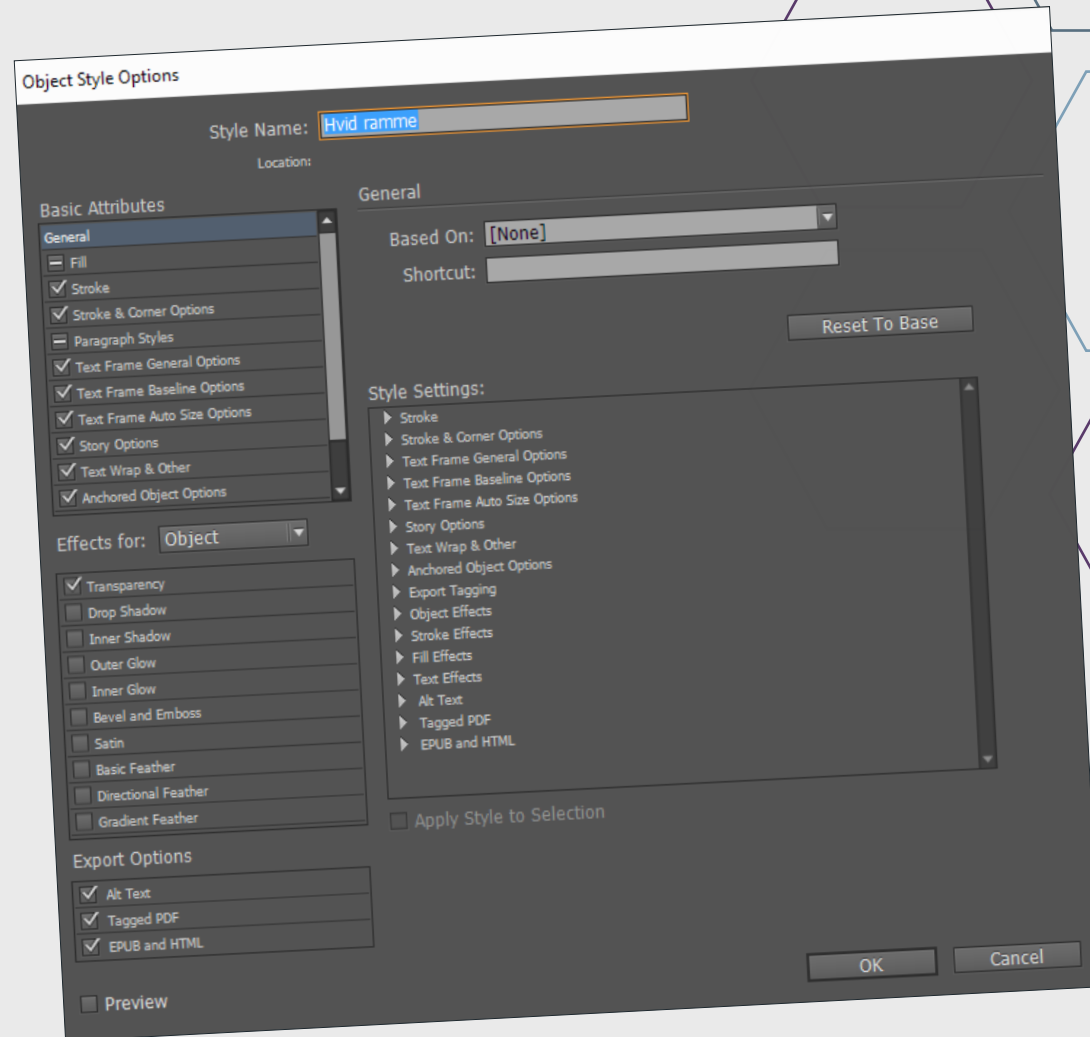 Object Style Options
Style Name: Hvid ramme
Location:
Basic Attributes
General
Fill
Stroke
Stroke & Corner Options
Paragraph Styles
Text Frame General Options
Text Frame Baseline Options
Text Frame Auto Size Options
Story Options
Text Wrap & Other
Anchored Object Options
Effects for: Object
Transparency
Drop Shadow
Inner Shadow
Outer Glow
Inner Glow
Bevel and Emboss
Satin
Basic Feather
Directional Feather
Gradient Feather
Export Options
Alt Text
Tagged PDF
EPUB and HTML
Preview
General
Based On: [None]
Shortcut:
Reset To Base
Style Settings:
Stroke
Stroke & Corner Options
Text Frame General Options
Text Frame Baseline Options
Text Frame Auto Size Options
Story Options
Text Wrap & Other
Anchored Object Options
Export Tagging
Object Effects
Stroke Effects
Fill Effects
Text Effects
Alt Text
Tagged PDF
EPUB and HTML
Apply Style to Selection
OK
Cancel